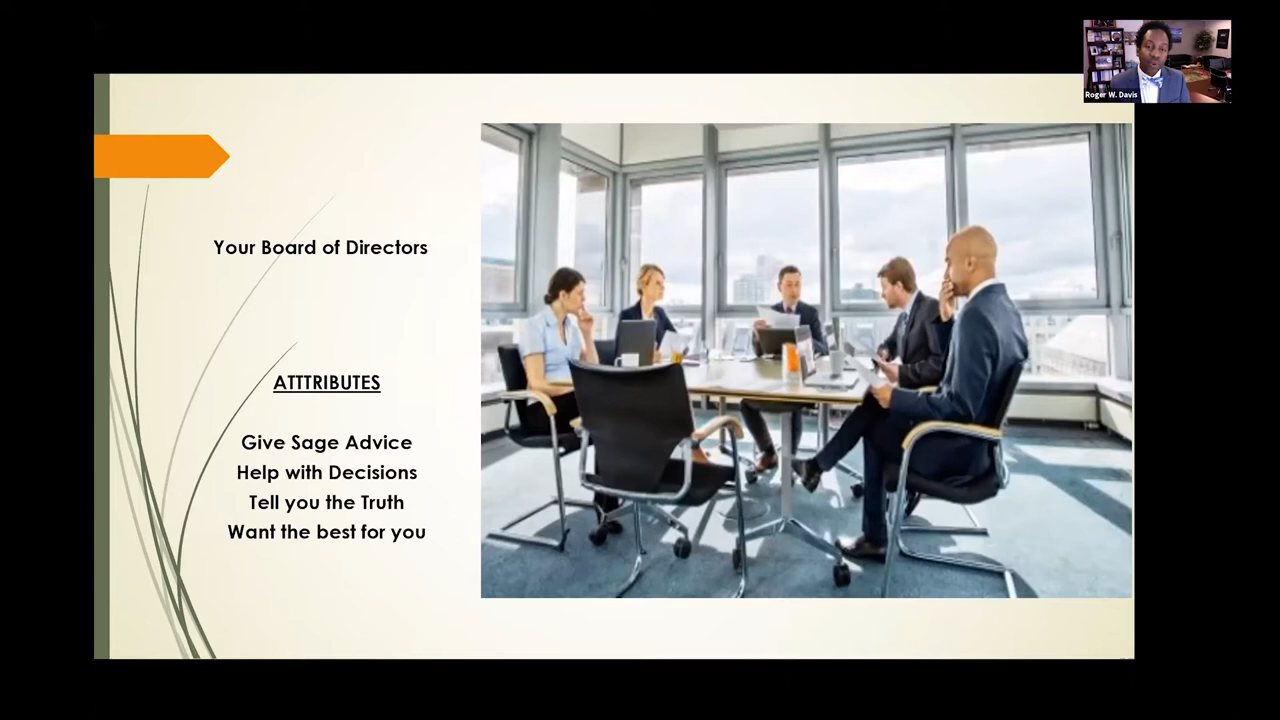 Roger W. Davis
Your Board of Directors
ATTTRIBUTES
Give Sage Advice
Help with Decisions
Tell you the Truth
Want the best for you